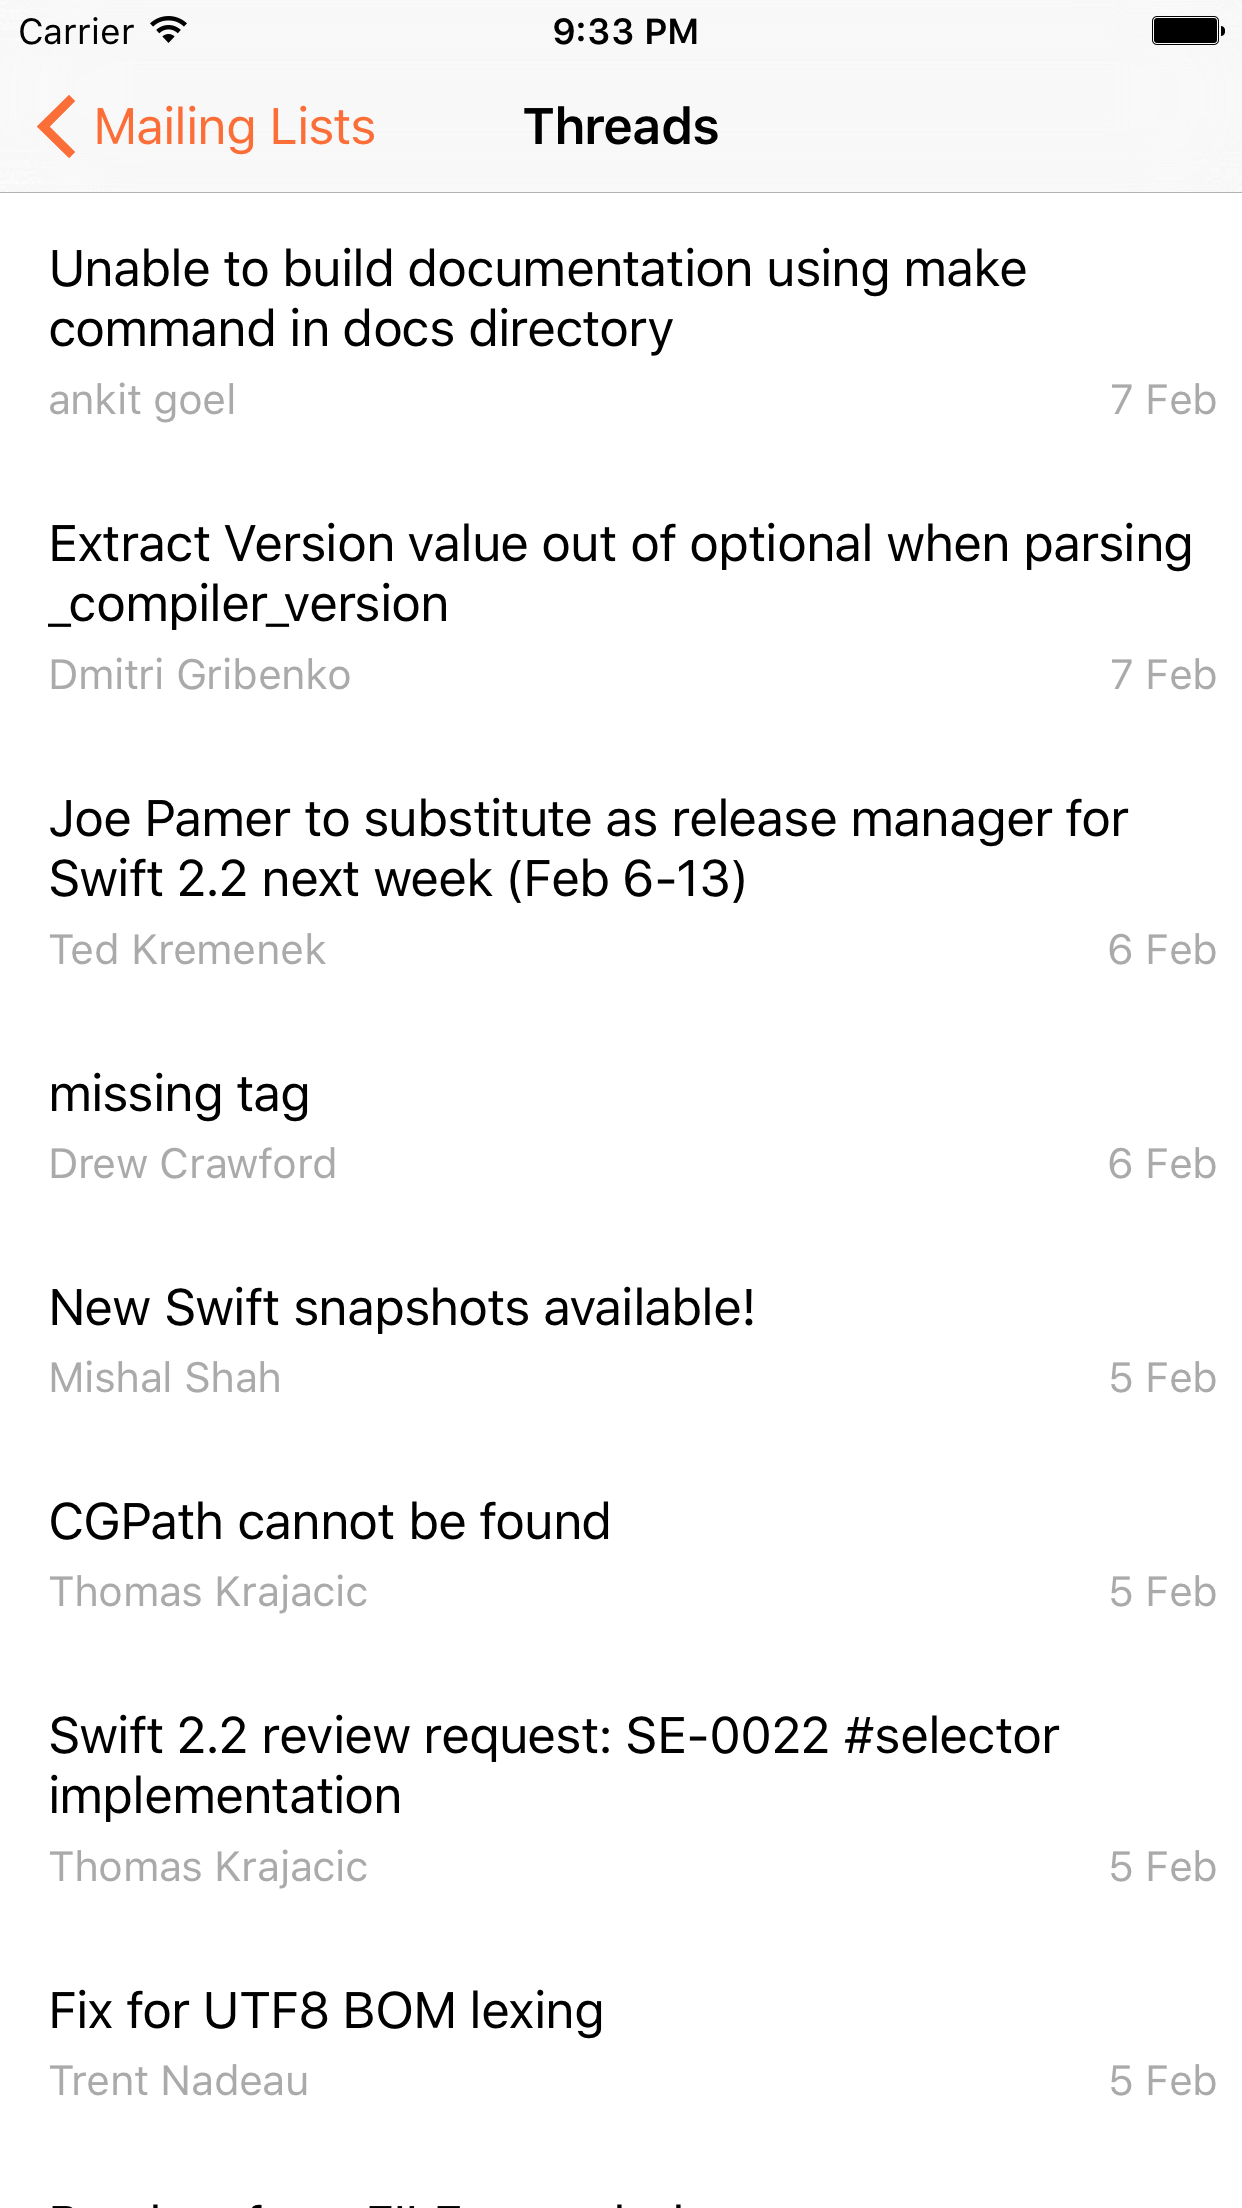 Carrier 9:33 PM
Mailing Lists Threads
Unable to build documentation using make
command in docs directory
ankit goel 7 Feb
Extract Version value out of optional when parsing
_compiler_version
Dmitri Gribenko 7 Feb
Joe Pamer to substitute as release manager for
Swift 2.2 next week (Feb 6-13)
Ted Kremenek 6 Feb
missing tag
Drew Crawford 6 Feb
New Swift snapshots available!
Mishal Shah 5 Feb
CGPath cannot be found
Thomas Krajacic 5 Feb
Swift 2.2 review request: SE-0022 #selector
implementation
Thomas Krajacic 5 Feb
Fix for UTF8 BOM lexing
Trent Nadeau 5 Feb